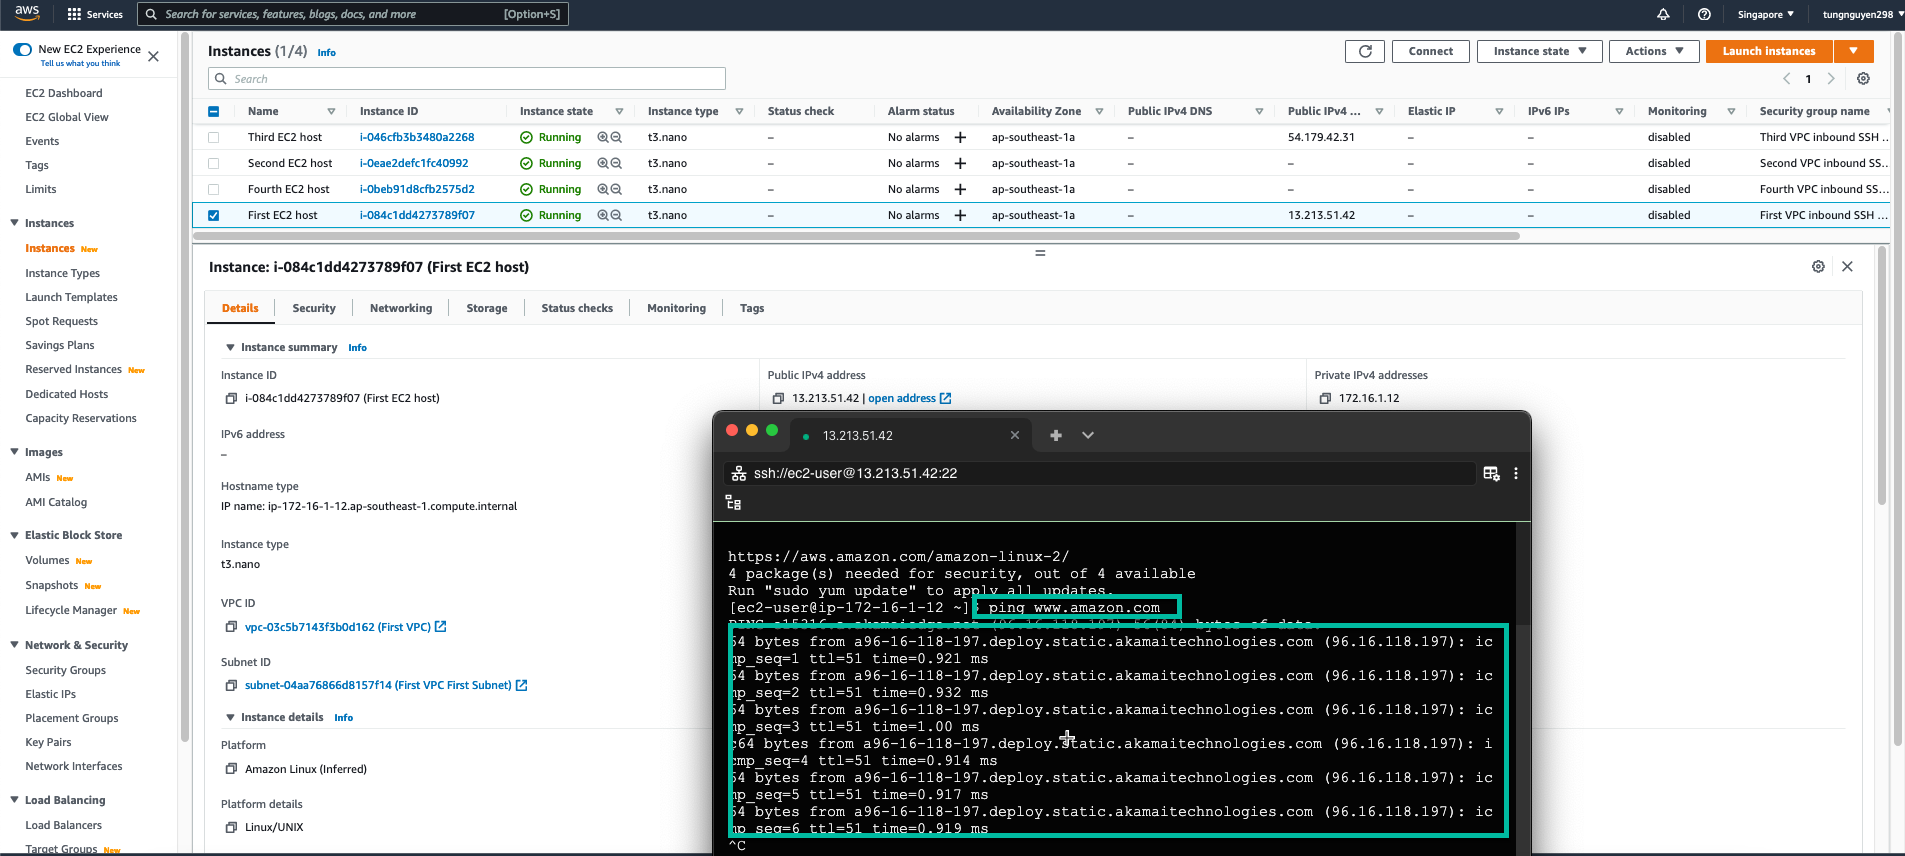 aws
Services
Search for services, features, blogs, docs, and more
[Option+S]
Singapore
tungnguyen298
New EC2 Experience
Tell us what you think
EC2 Dashboard
EC2 Global View
Events
Tags
Limits
Instances
Instances New
Instance Types
Launch Templates
Spot Requests
Savings Plans
Reserved Instances New
Dedicated Hosts
Capacity Reservations
Images
AMIs New
AMI Catalog
Elastic Block Store
Volumes New
Snapshots New
Lifecycle Manager New
Network & Security
Security Groups
Elastic IPs
Placement Groups
Key Pairs
Network Interfaces
Load Balancing
Load Balancers
Target Groups New
Instances (1/4) Info
Connect
Instance state
Actions
Launch instances
Search
1
Name Instance ID Instance state Instance type Status check Alarm status Availability Zone Public IPv4 DNS Public IPv4 ... Elastic IP IPv6 IPs Monitoring Security group name
Third EC2 host i-046cfb3b3480a2268 Running t3.nano – No alarms + ap-southeast-1a – 54.179.42.31 – – disabled Third VPC inbound SSH ...
Second EC2 host i-0eae2defc1fc40992 Running t3.nano – No alarms + ap-southeast-1a – – – – disabled Second VPC inbound SS...
Fourth EC2 host i-0beb91d8cfb2575d2 Running t3.nano – No alarms + ap-southeast-1a – – – – disabled Fourth VPC inbound SS...
First EC2 host i-084c1dd4273789f07 Running t3.nano – No alarms + ap-southeast-1a – 13.213.51.42 – – disabled First VPC inbound SSH ...
Instance: i-084c1dd4273789f07 (First EC2 host)
Details Security Networking Storage Status checks Monitoring Tags
Instance summary Info
Instance ID
i-084c1dd4273789f07 (First EC2 host)
Public IPv4 address
13.213.51.42 | open address
Private IPv4 addresses
172.16.1.12
IPv6 address
–
Hostname type
IP name: ip-172-16-1-12.ap-southeast-1.compute.internal
Instance type
t3.nano
VPC ID
vpc-03c5b7143f3b0d162 (First VPC)
Subnet ID
subnet-04aa76866d8157f14 (First VPC First Subnet)
Instance details Info
Platform
Amazon Linux (Inferred)
Platform details
Linux/UNIX
13.213.51.42
ssh://ec2-user@13.213.51.42:22
https://aws.amazon.com/amazon-linux-2/
4 package(s) needed for security, out of 4 available
Run "sudo yum update" to apply all updates.
[ec2-user@ip-172-16-1-12 ~]$ ping www.amazon.com
64 bytes from a96-16-118-197.deploy.static.akamaitechnologies.com (96.16.118.197): ic
mp_seq=1 ttl=51 time=0.921 ms
64 bytes from a96-16-118-197.deploy.static.akamaitechnologies.com (96.16.118.197): ic
mp_seq=2 ttl=51 time=0.932 ms
64 bytes from a96-16-118-197.deploy.static.akamaitechnologies.com (96.16.118.197): ic
mp_seq=3 ttl=51 time=1.00 ms
c64 bytes from a96-16-118-197.deploy.static.akamaitechnologies.com (96.16.118.197): i
cmp_seq=4 ttl=51 time=0.914 ms
64 bytes from a96-16-118-197.deploy.static.akamaitechnologies.com (96.16.118.197): ic
mp_seq=5 ttl=51 time=0.917 ms
64 bytes from a96-16-118-197.deploy.static.akamaitechnologies.com (96.16.118.197): ic
mp_seq=6 ttl=51 time=0.919 ms
^C